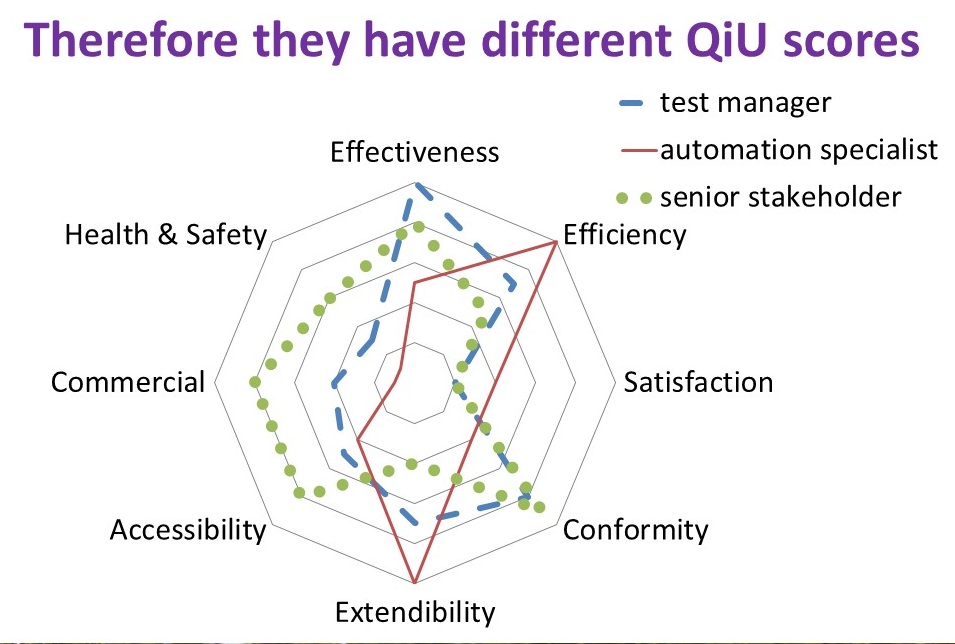 Therefore they have different QiU scores
test manager
automation specialist
senior stakeholder
Effectiveness
Health & Safety
Efficiency
Commercial
Satisfaction
Accessibility
Conformity
Extendibility